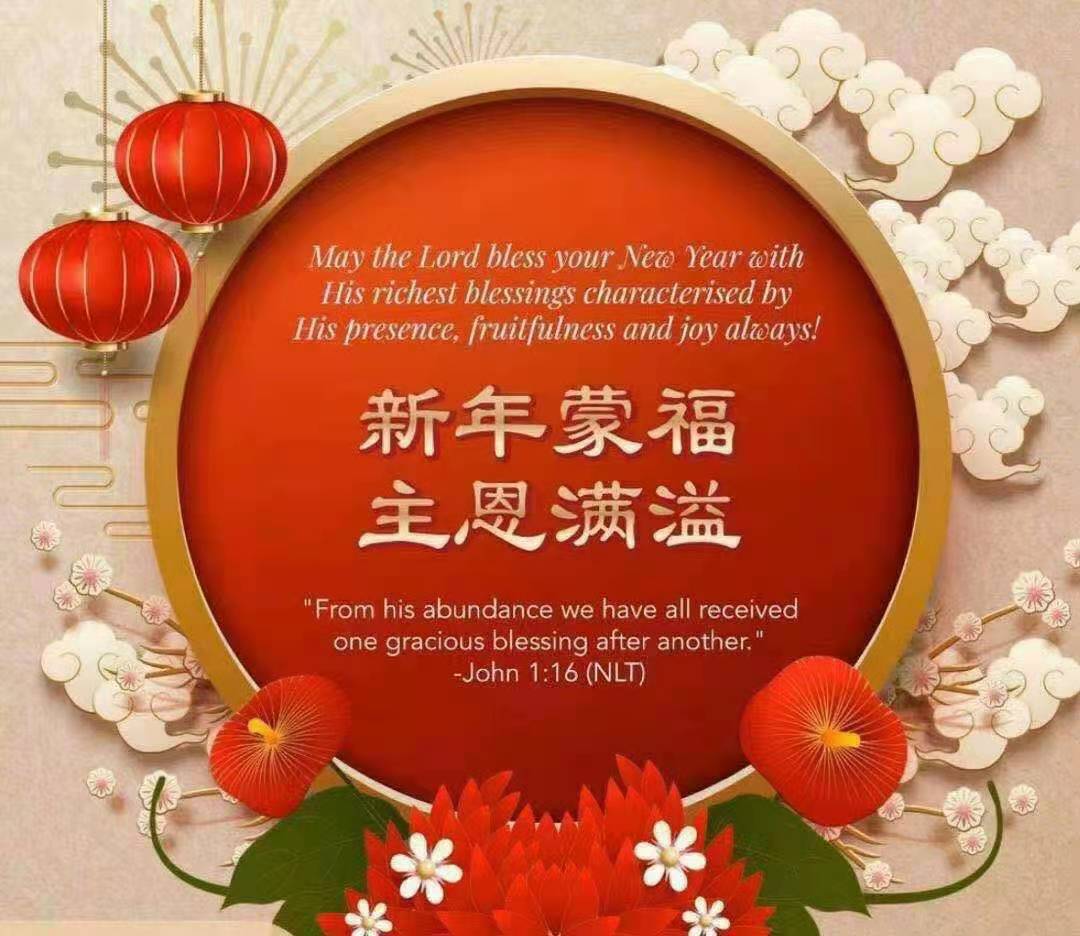 May the Lord bless your New Year with
His richest blessings characterised by
His presence, fruitfulness and joy always!
新年蒙福
主恩满溢
"From his abundance we have all received
one gracious blessing after another."
-John 1:16 (NLT)